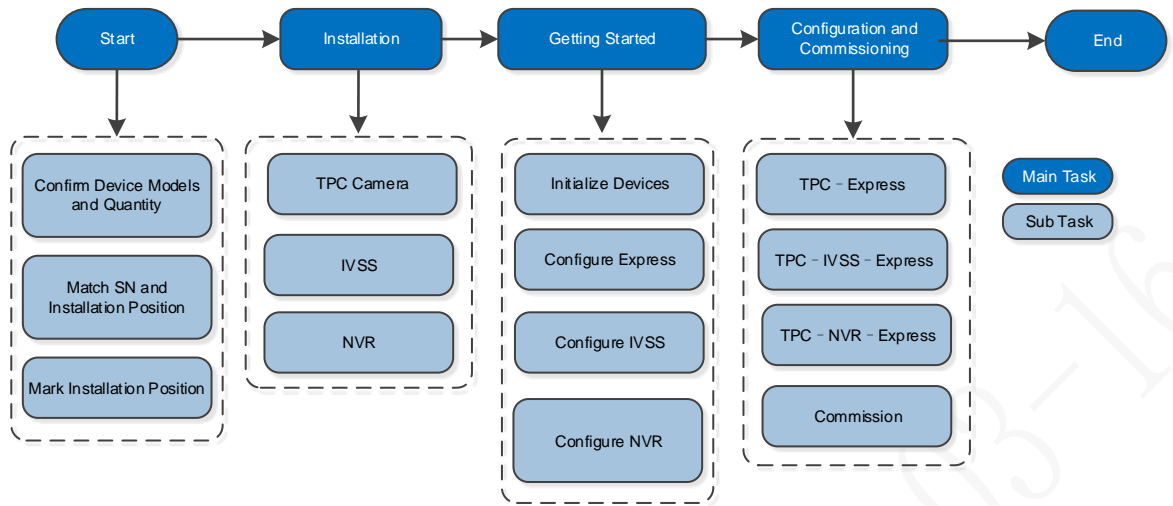 Start
Installation
Getting Started
Configuration and
Commissioning
End
Confirm Device Models
and Quantity
Match SN and
Installation Position
Mark Installation Position
TPC Camera
IVSS
NVR
Initialize Devices
Configure Express
Configure IVSS
Configure NVR
TPC - Express
TPC - IVSS - Express
TPC - NVR - Express
Commission
Main Task
Sub Task
03-16